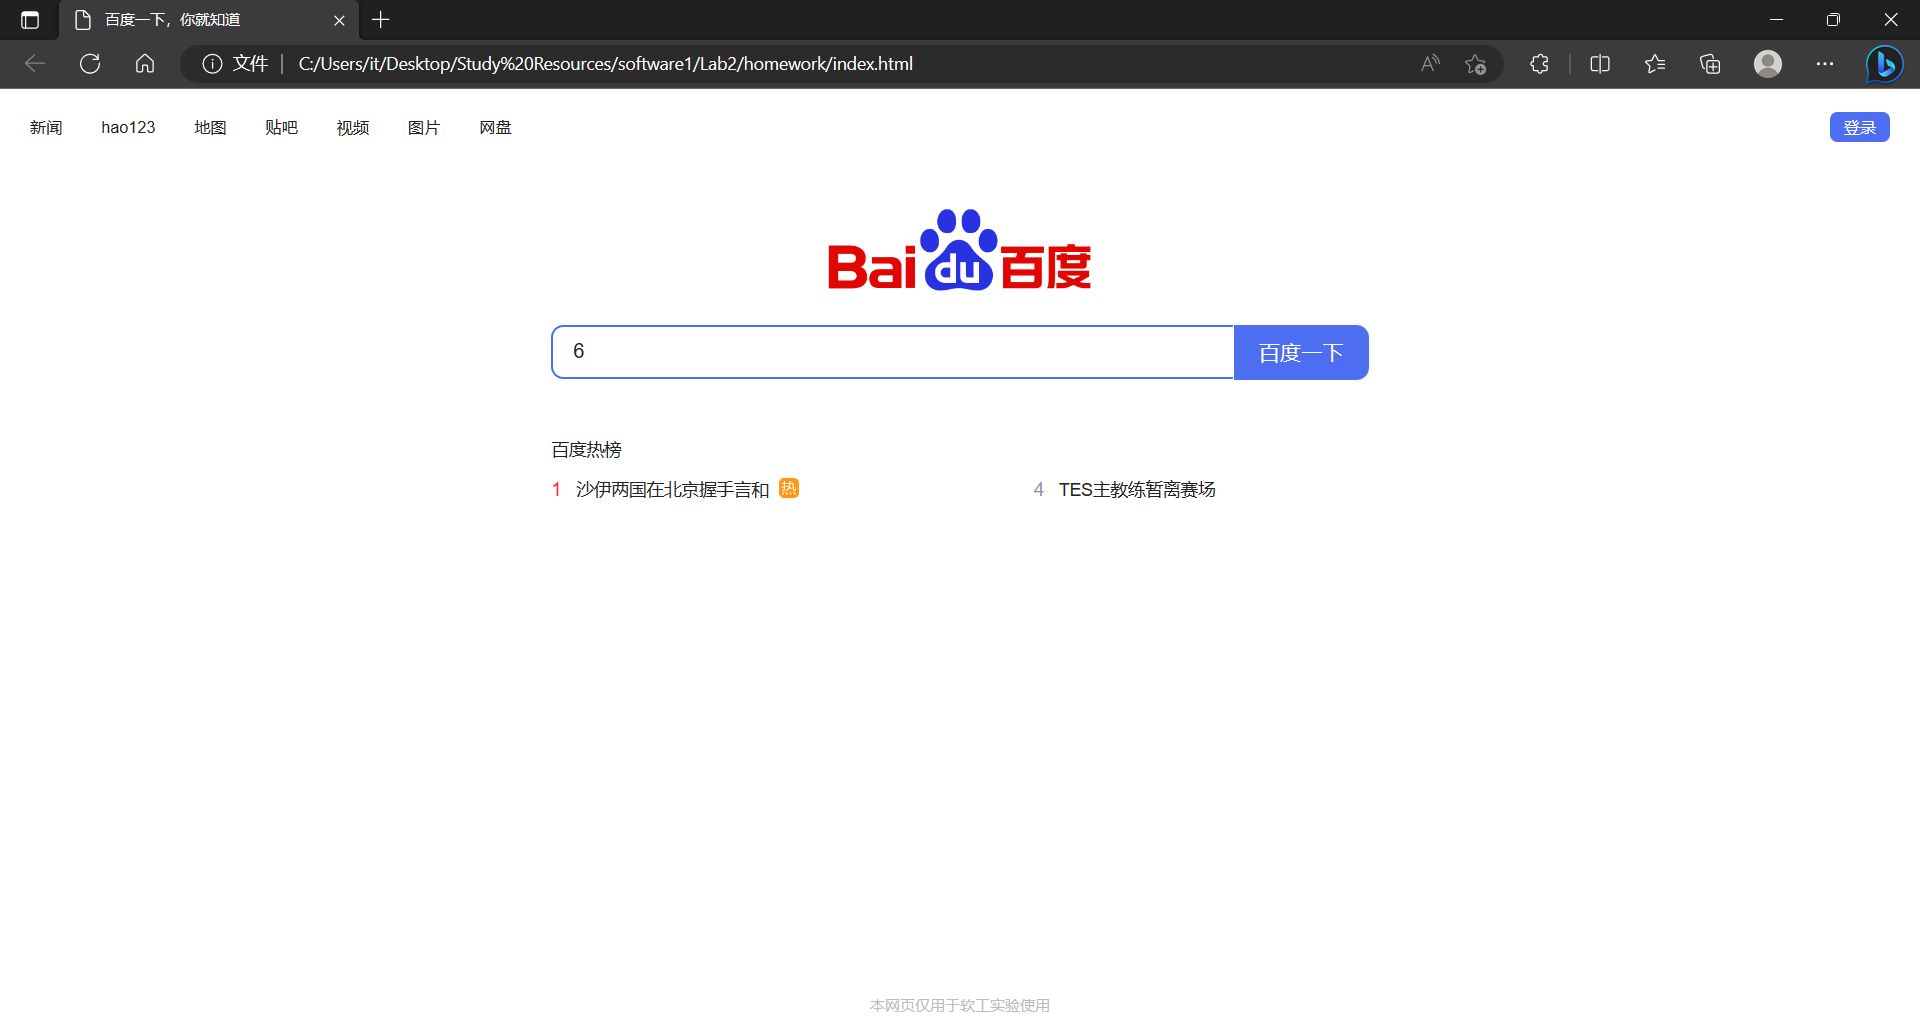 百度一下，你就知道
文件 C:/Users/it/Desktop/Study%20Resources/software1/Lab2/homework/index.html
新闻 hao123 地图 贴吧 视频 图片 网盘 登录
Bai du 百度
6 百度一下
百度热榜
1 沙伊两国在北京握手言和 热 4 TES主教练暂离赛场
本网页仅用于软工实验使用